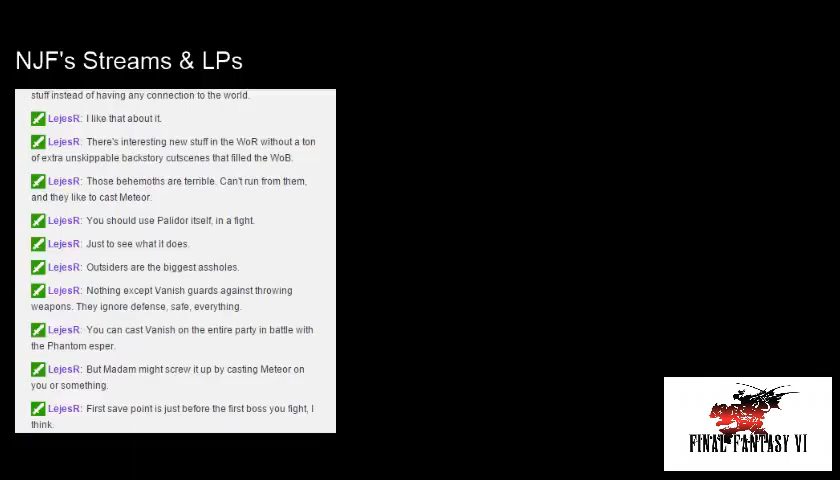 NJF's Streams & LPs
stuff instead of having any connection to the world.
LejesR: I like that about it.
LejesR: There's interesting new stuff in the WoR without a ton
of extra unskippable backstory cutscenes that filled the WoB.
LejesR: Those behemoths are terrible. Can't run from them,
and they like to cast Meteor.
LejesR: You should use Palidor itself, in a fight.
LejesR: Just to see what it does.
LejesR: Outsiders are the biggest assholes.
LejesR: Nothing except Vanish guards against throwing
weapons. They ignore defense, safe, everything.
LejesR: You can cast Vanish on the entire party in battle with
the Phantom esper.
LejesR: But Madam might screw it up by casting Meteor on
you or something.
LejesR: First save point is just before the first boss you fight, I
think.
FINAL FANTASY VI